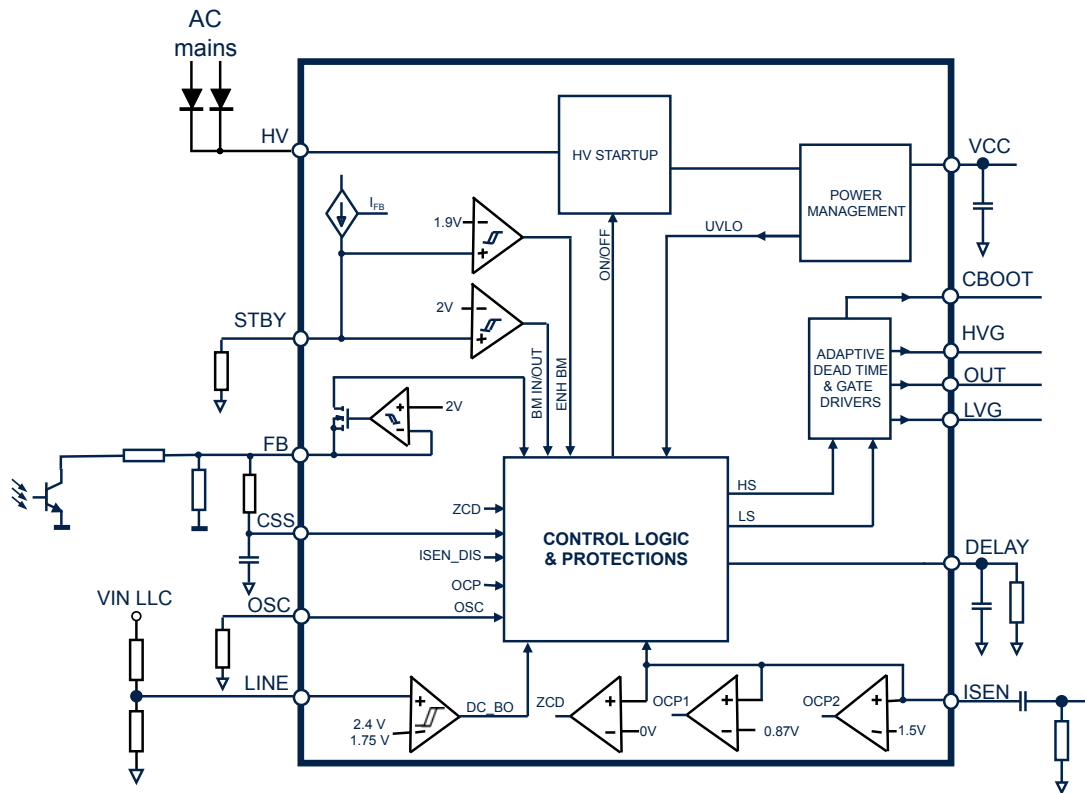 AC
mains
HV
HV STARTUP
VCC
POWER
MANAGEMENT
IFB
1.9V
UVLO
ON/OFF
CBOOT
2V
STBY
HVG
ADAPTIVE
DEAD TIME
& GATE
DRIVERS
OUT
LVG
BM IN/OUT
ENH BM
2V
FB
HS
ZCD
CSS
LS
CONTROL LOGIC
& PROTECTIONS
ISEN_DIS
DELAY
OCP
VIN LLC
OSC
OSC
LINE
ISEN
DC_BO
ZCD
OCP1
OCP2
2.4 V
1.75 V
0V
0.87V
1.5V